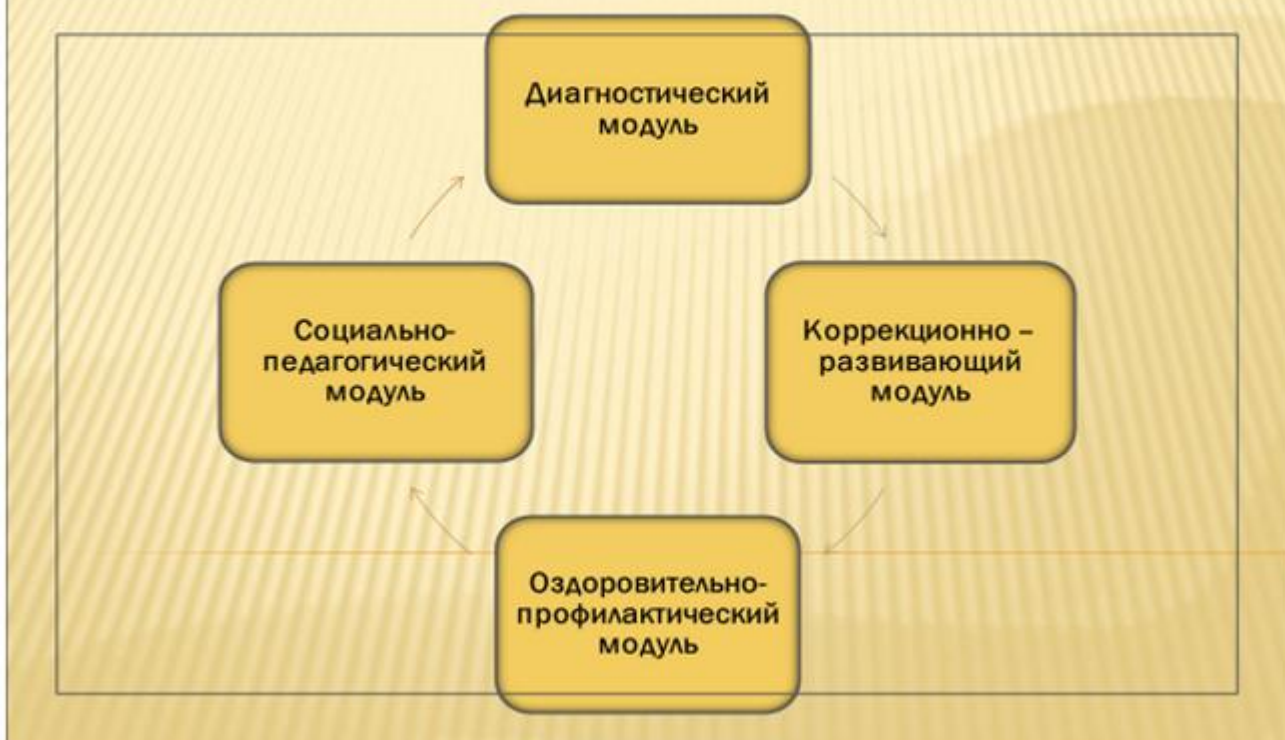 Диагностический
модуль
Социально-
педагогический
модуль
Коррекционно –
развивающий
модуль
Оздоровительно-
профилактический
модуль